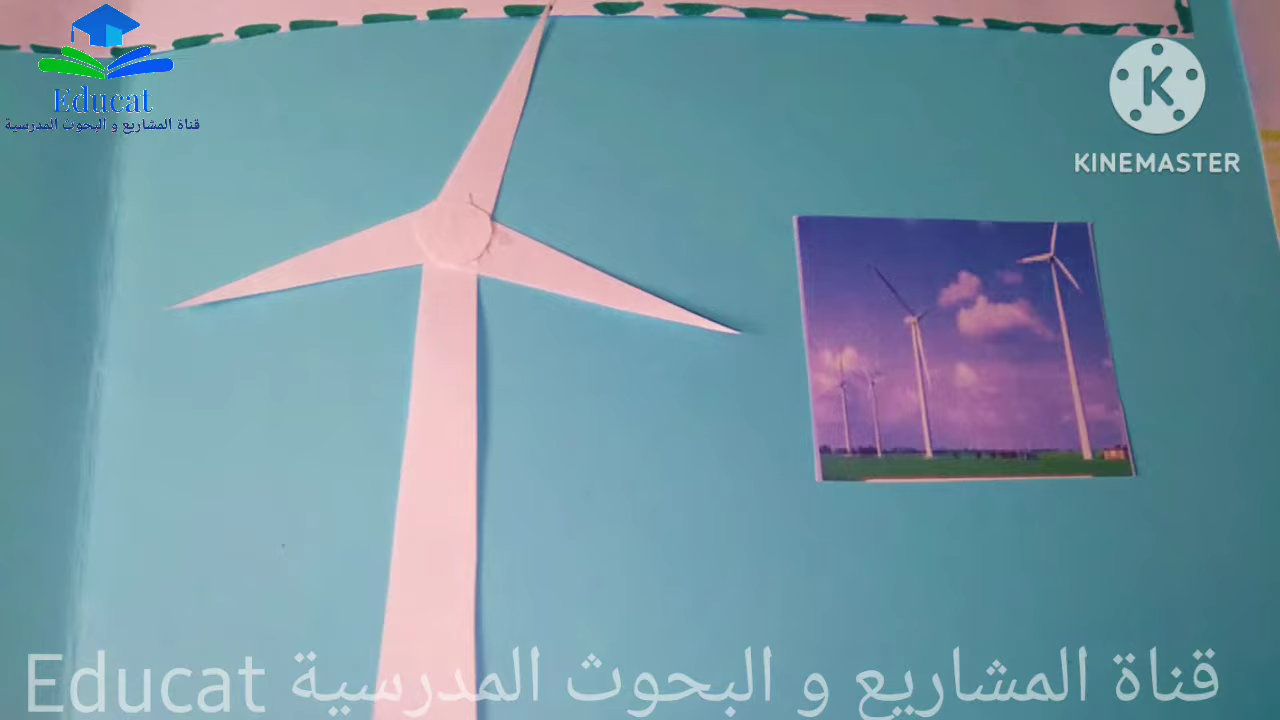 Educat
قناة المشاريع و البحوث المدرسية
K
KINEMASTER
قناة المشاريع و البحوث المدرسية Educat